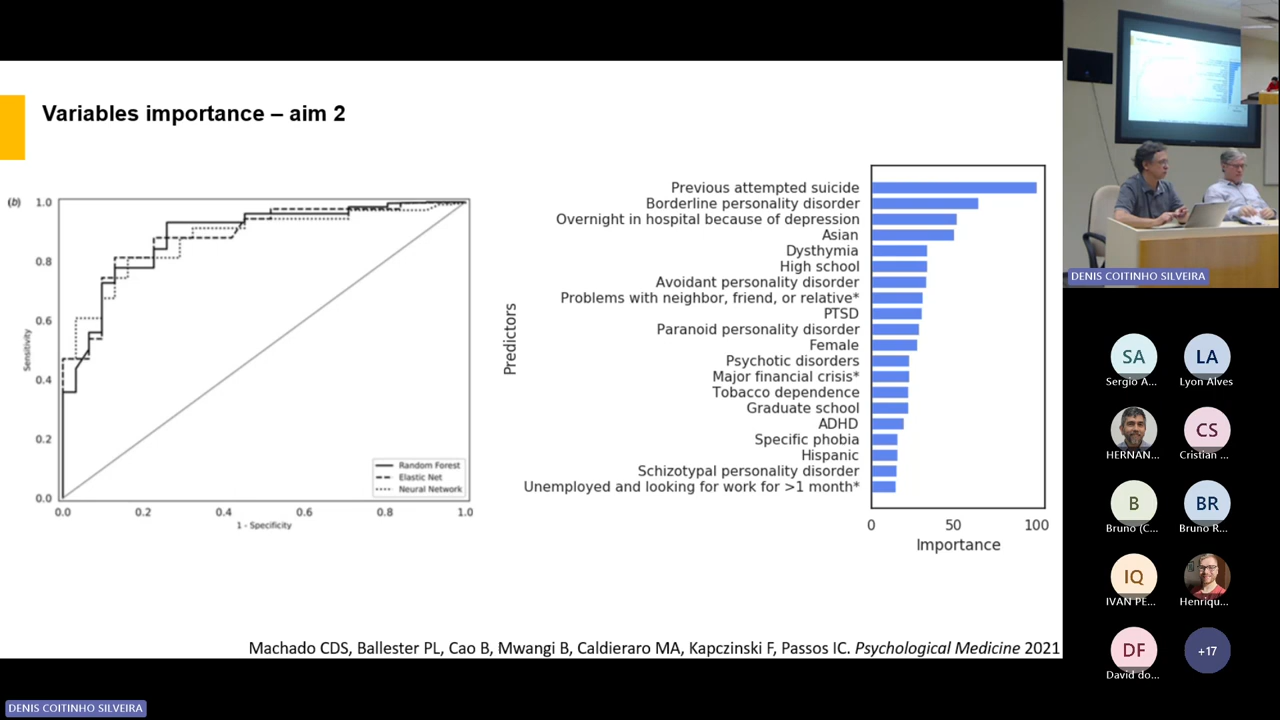 Variables importance – aim 2
(b)
1.0
0.8
0.6
0.4
0.2
0.0
Sensitivity
0.0 0.2 0.4 0.6 0.8 1.0
1 - Specificity
Random Forest
Elastic Net
Neural Network
Predictors
Previous attempted suicide
Borderline personality disorder
Overnight in hospital because of depression
Asian
Dysthymia
High school
Avoidant personality disorder
Problems with neighbor, friend, or relative*
PTSD
Paranoid personality disorder
Female
Psychotic disorders
Major financial crisis*
Tobacco dependence
Graduate school
ADHD
Specific phobia
Hispanic
Schizotypal personality disorder
Unemployed and looking for work for >1 month*
0 50 100
Importance
Machado CDS, Ballester PL, Cao B, Mwangi B, Caldieraro MA, Kapczinski F, Passos IC. Psychological Medicine 2021
DENIS COITINHO SILVEIRA
DENIS COITINHO SILVEIRA
SA LA
Sergio A... Lyon Alves
CS
HERNAN... Cristian ...
B BR
Bruno (C... Bruno R...
IQ
IVAN PE... Henriqu...
DF +17
David do...